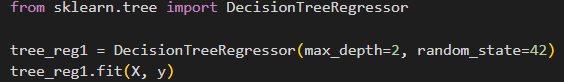 from sklearn.tree import DecisionTreeRegressor
tree_reg1 = DecisionTreeRegressor(max_depth=2, random_state=42)
tree_reg1.fit(X, y)